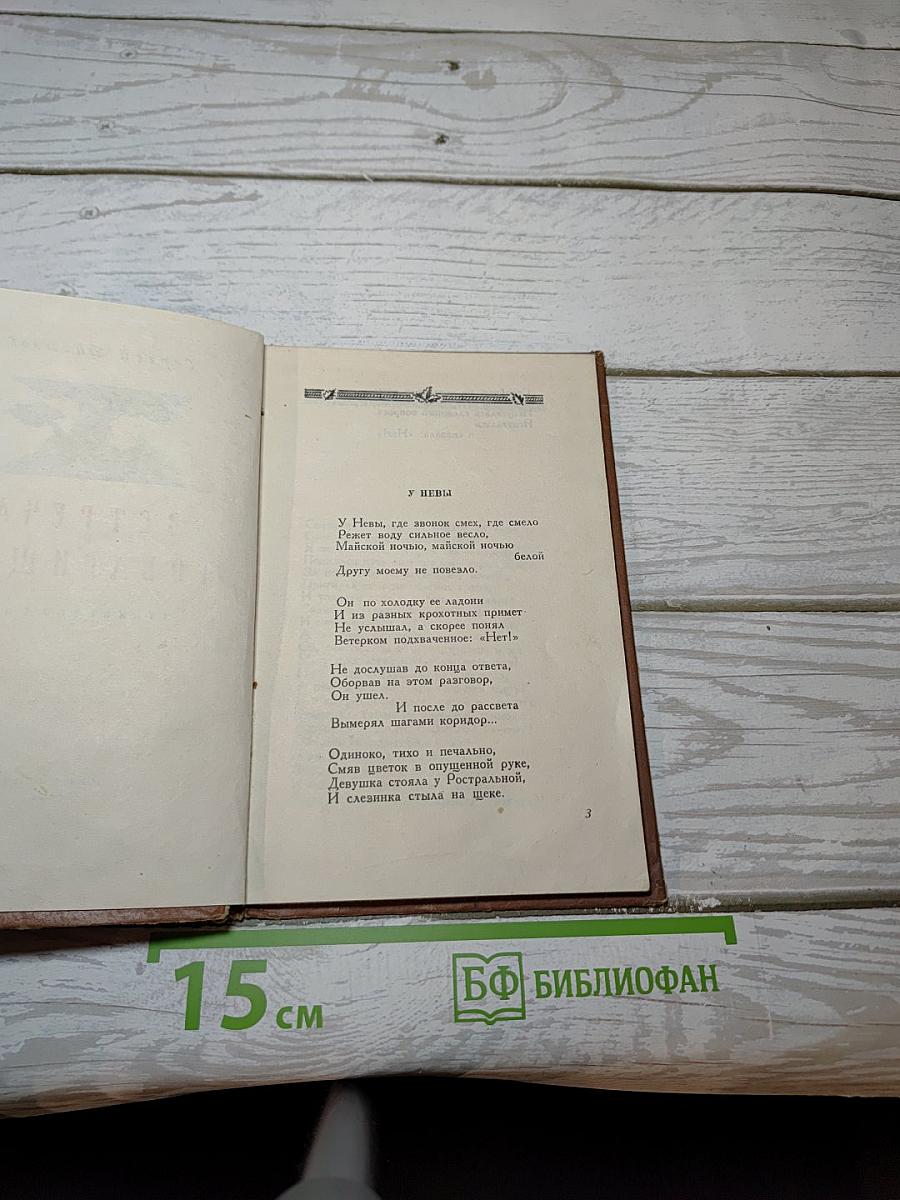 У НЕВЫ
У Невы, где звонок смех, где смело
Режет воду сильное весло,
Майской ночью, майской ночью
белой
Другу моему не повезло.
Он по холодку ее ладони
И из разных крохотных примет
Не услышал, а скорее понял
Ветерком подхваченное: «Нет!»
Не дослушав до конца ответа,
Оборвав на этом разговор,
Он ушел.
И после до рассвета
Вымерял шагами коридор...
Одиноко, тихо и печально,
Смяв цветок в опущенной руке,
Девушка стояла у Ростральной,
И слезинка стыла на щеке.
3
15 см
БФ БИБЛИОФАН